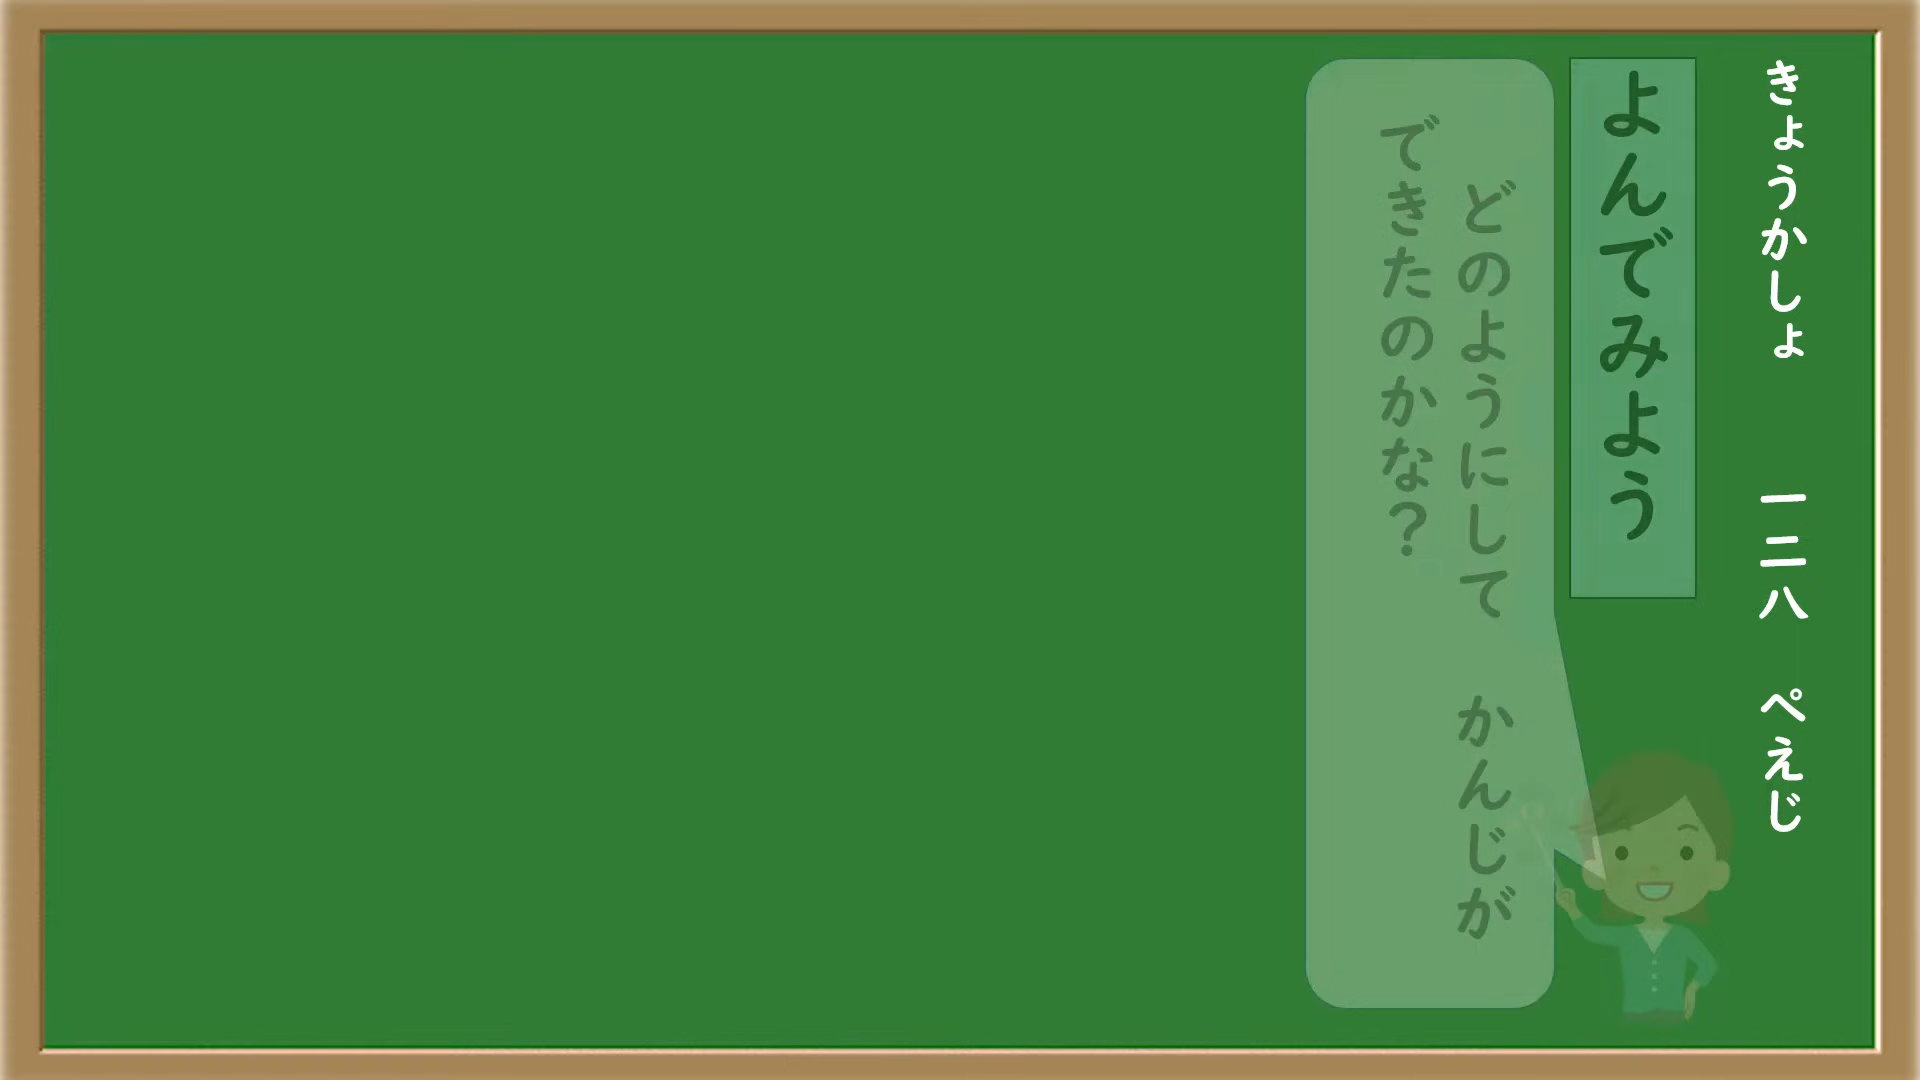 きょうかしょ　一二八　ぺえじ
よんでみよう
どのようにして　かんじが
できたのかな？